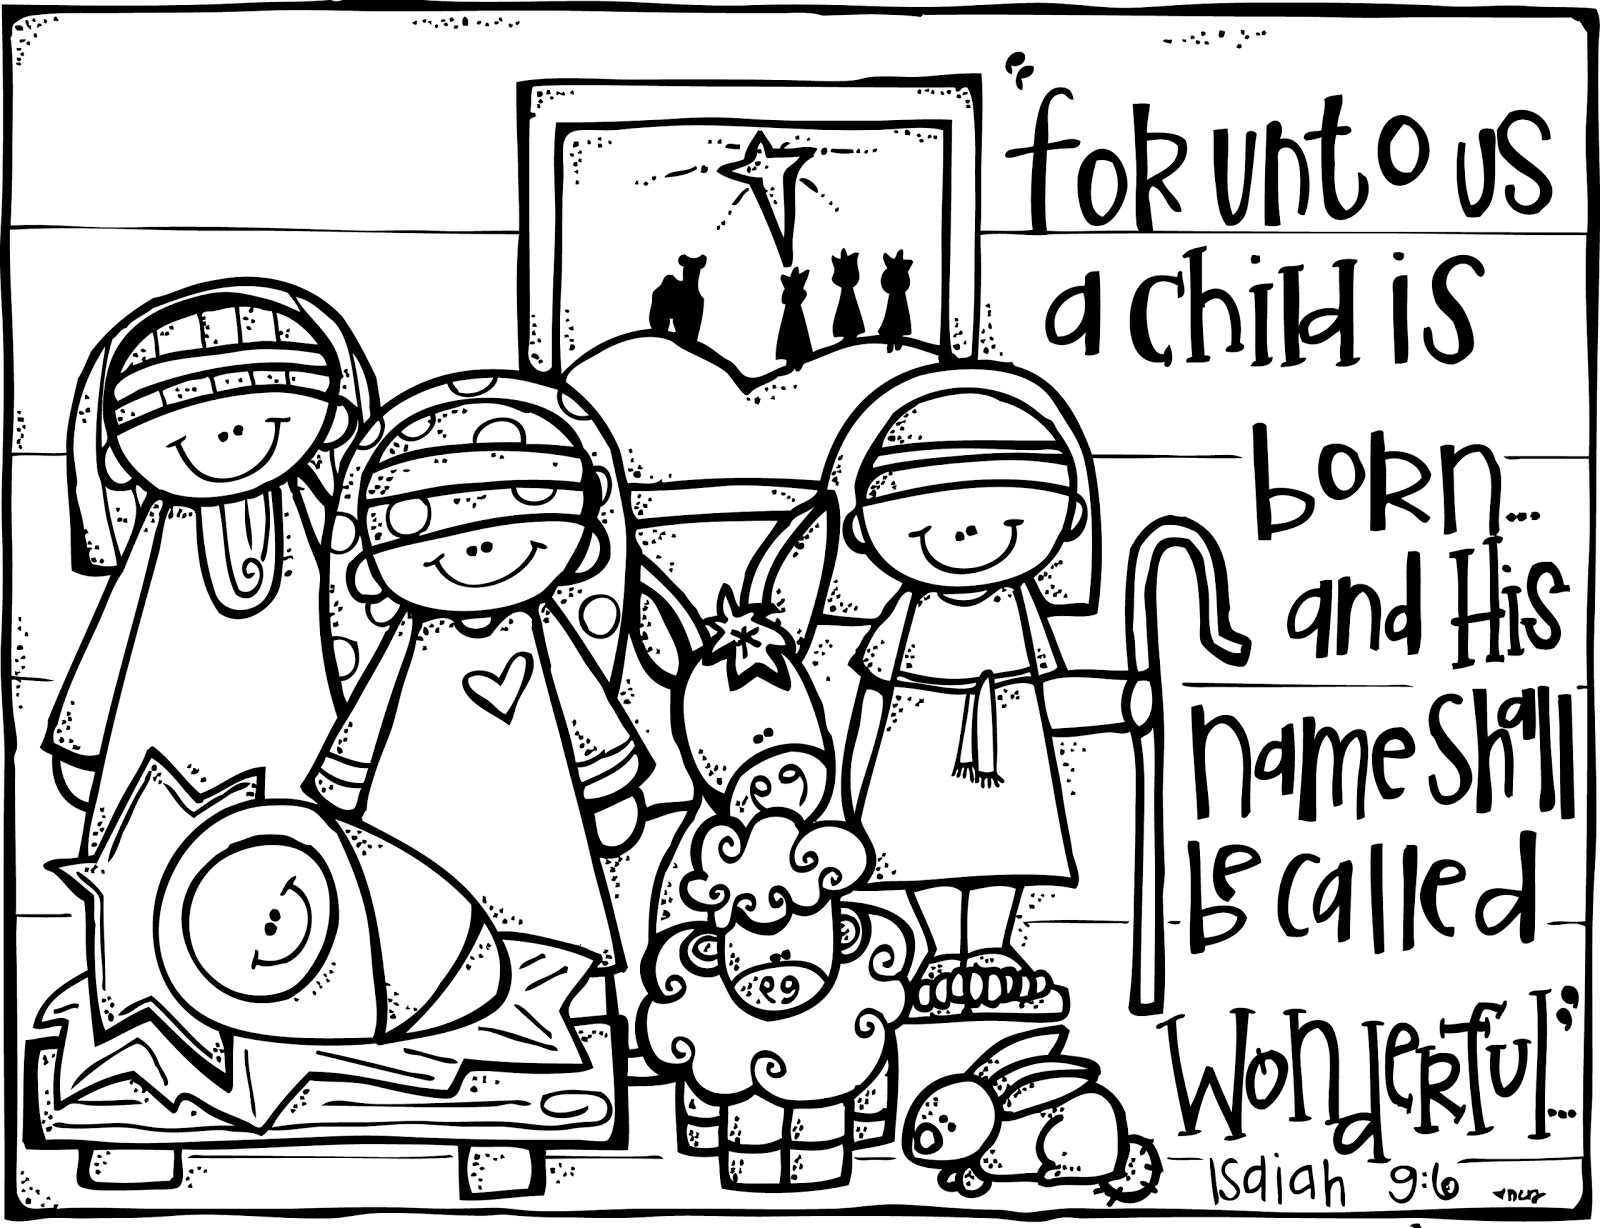 "for unto us
a child is
born...
and His
name shall
be called
Wonderful"...
Isaiah 9:6